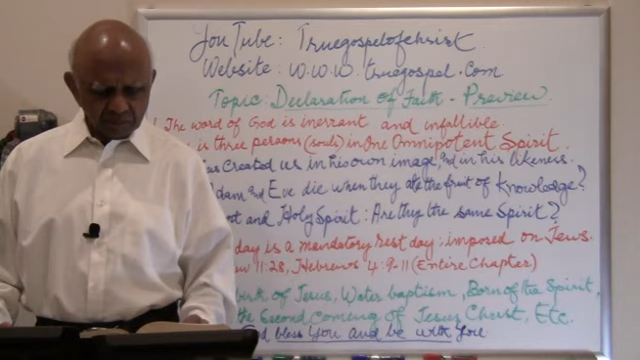 YouTube: Truegospelofchrist
Website: W.W.W. truegospel.com
Topic: Declaration of Faith - Preview
The word of God is inerrant and infallible.
is three persons (souls) in One Omnipotent Spirit
created us in his own image, and in his likeness.
dam and Eve die when they ate the fruit of knowledge?
and Holy Spirit: Are they the same Spirit?
day is a mandatory rest day: imposed on Jews.
11:28, Hebrews 4:9-11 (Entire Chapter)
of Jesus, Water baptism, Born of the Spirit,
the Second Coming of Jesus Christ, Etc.
bless You and be with you